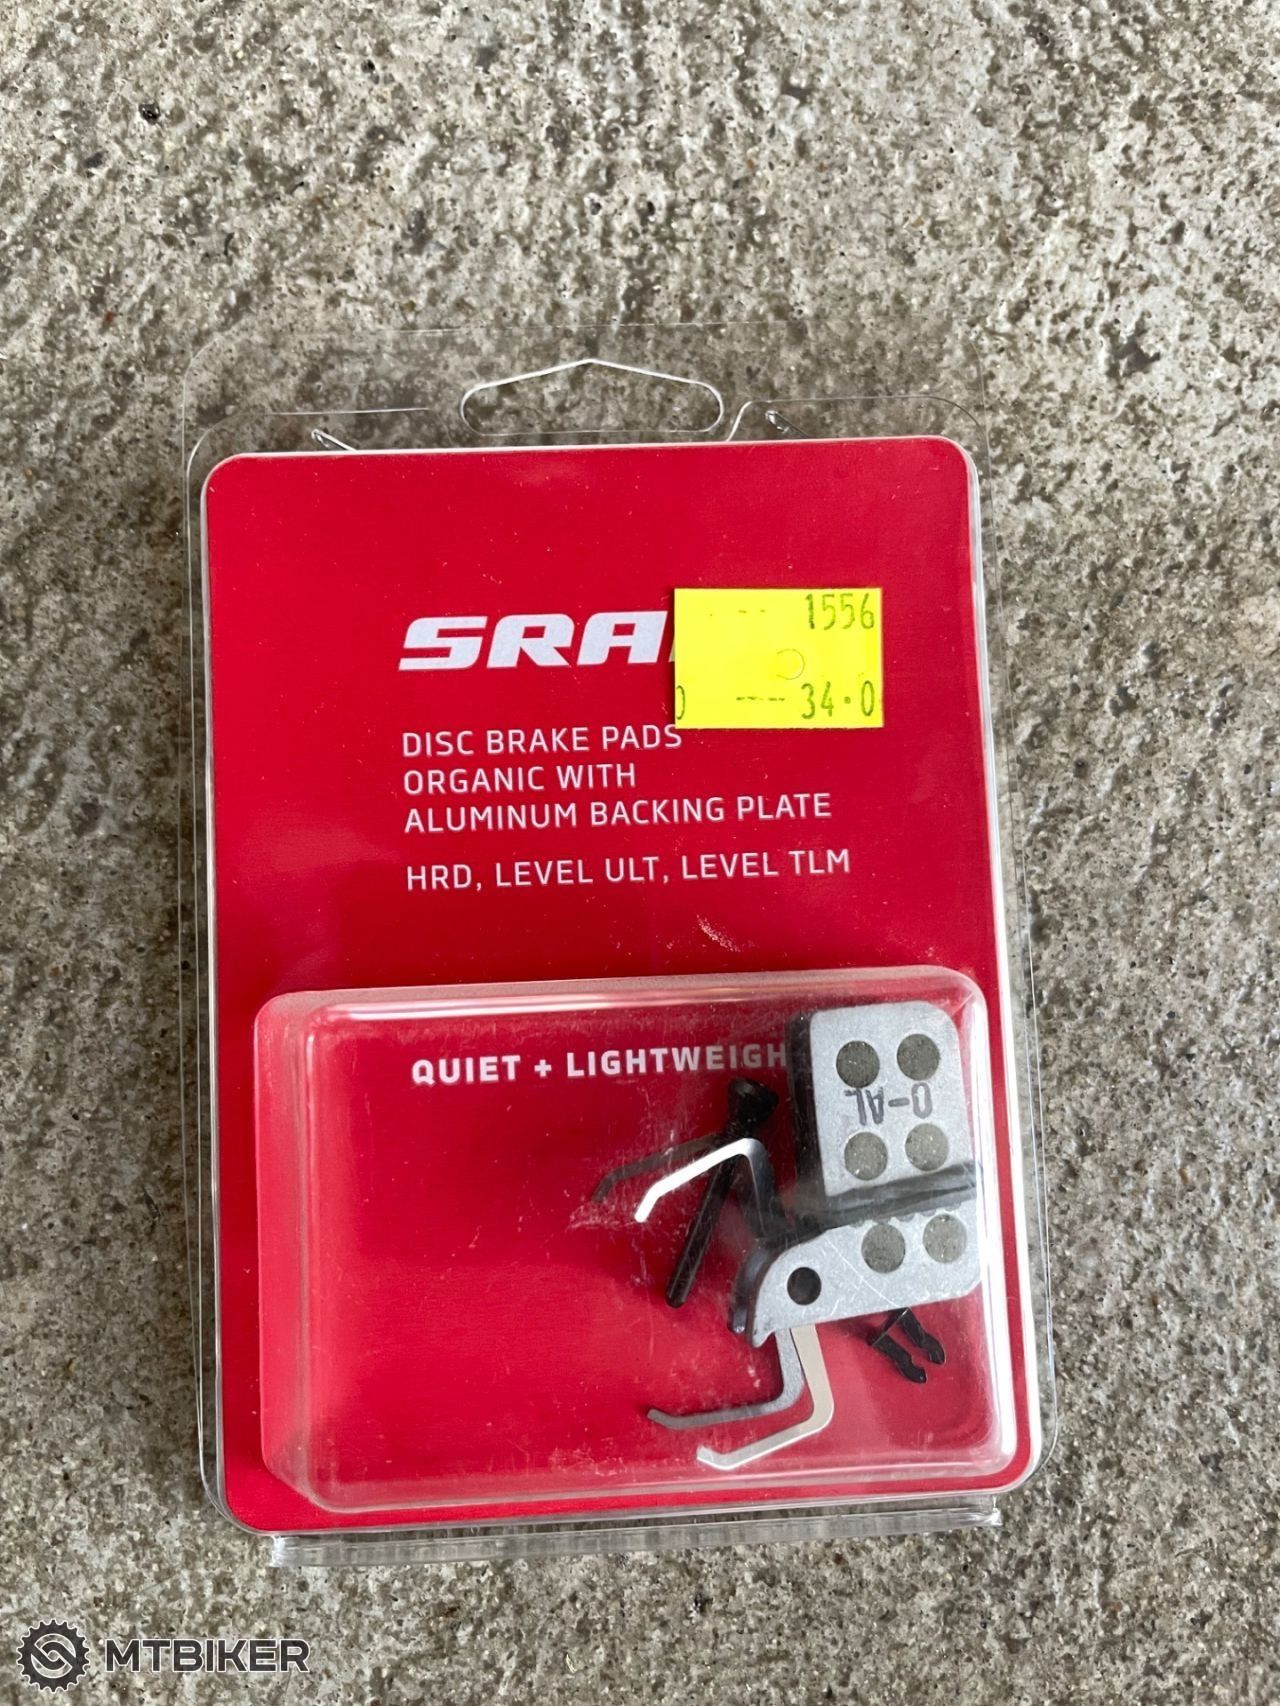 SRA
1556
34.0
DISC BRAKE PADS
ORGANIC WITH
ALUMINUM BACKING PLATE
HRD, LEVEL ULT, LEVEL TLM
QUIET + LIGHTWEIGH
O-AL
MTBIKER